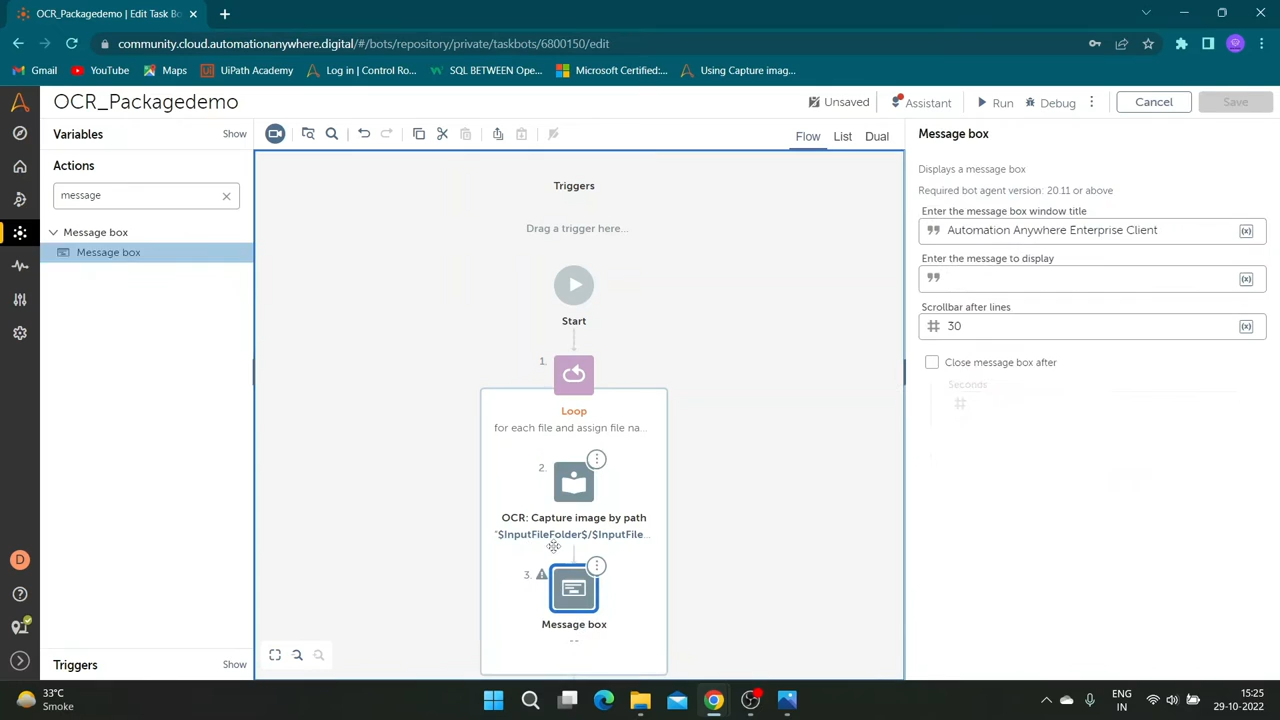 OCR_Packagedemo | Edit Task Bo
community.cloud.automationanywhere.digital/#/bots/repository/private/taskbots/6800150/edit
Gmail
YouTube
Maps
UiPath Academy
Log in | Control Ro...
SQL BETWEEN Ope...
Microsoft Certified:...
Using Capture imag...
OCR_Packagedemo
Unsaved
Assistant
Run
Debug
Cancel
Save
Variables
Show
Flow
List
Dual
Actions
message
Message box
Message box
Triggers
Show
Triggers
Drag a trigger here...
Start
1.
Loop
for each file and assign file na...
2.
OCR: Capture image by path
"$InputFileFolder$/$InputFile...
3.
Message box
--
Message box
Displays a message box
Required bot agent version: 20.11 or above
Enter the message box window title
Automation Anywhere Enterprise Client
(x)
Enter the message to display
(x)
Scrollbar after lines
30
(x)
Close message box after
Seconds
D
33°C
Smoke
ENG
IN
15:25
29-10-2022